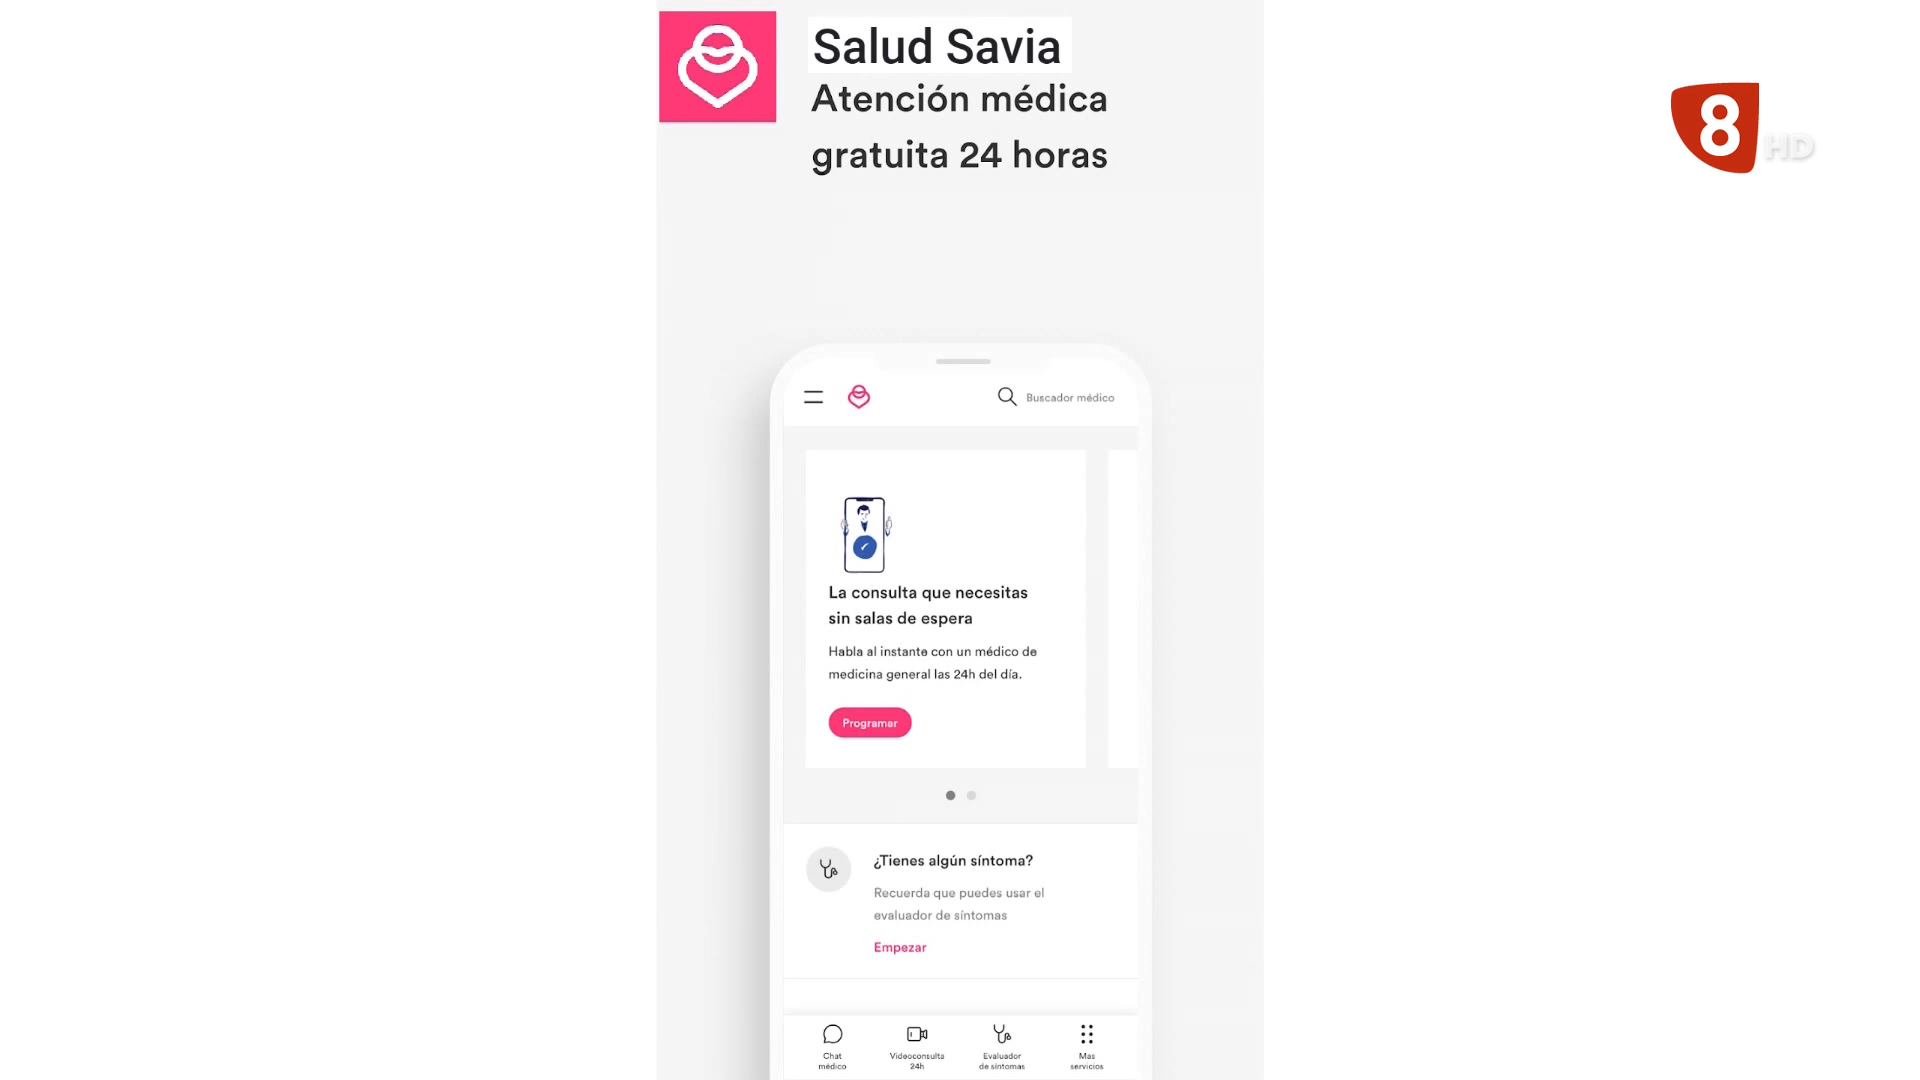 Salud Savia
Atención médica
gratuita 24 horas
8 HD
Buscador médico
La consulta que necesitas
sin salas de espera
Habla al instante con un médico de
medicina general las 24h del día.
Programar
¿Tienes algún síntoma?
Recuerda que puedes usar el
evaluador de síntomas
Empezar
Chat
médico
Videoconsulta
24h
Evaluador
de síntomas
Mas
servicios